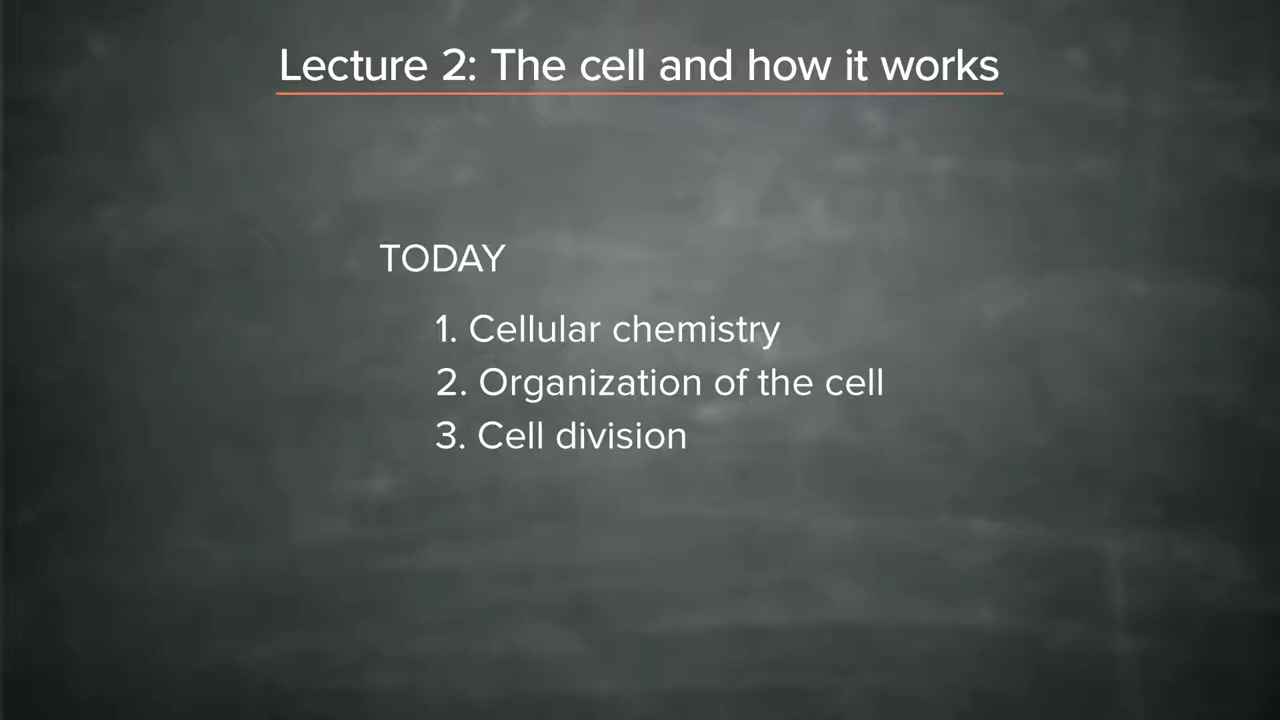 Lecture 2: The cell and how it works
TODAY
1. Cellular chemistry
2. Organization of the cell
3. Cell division